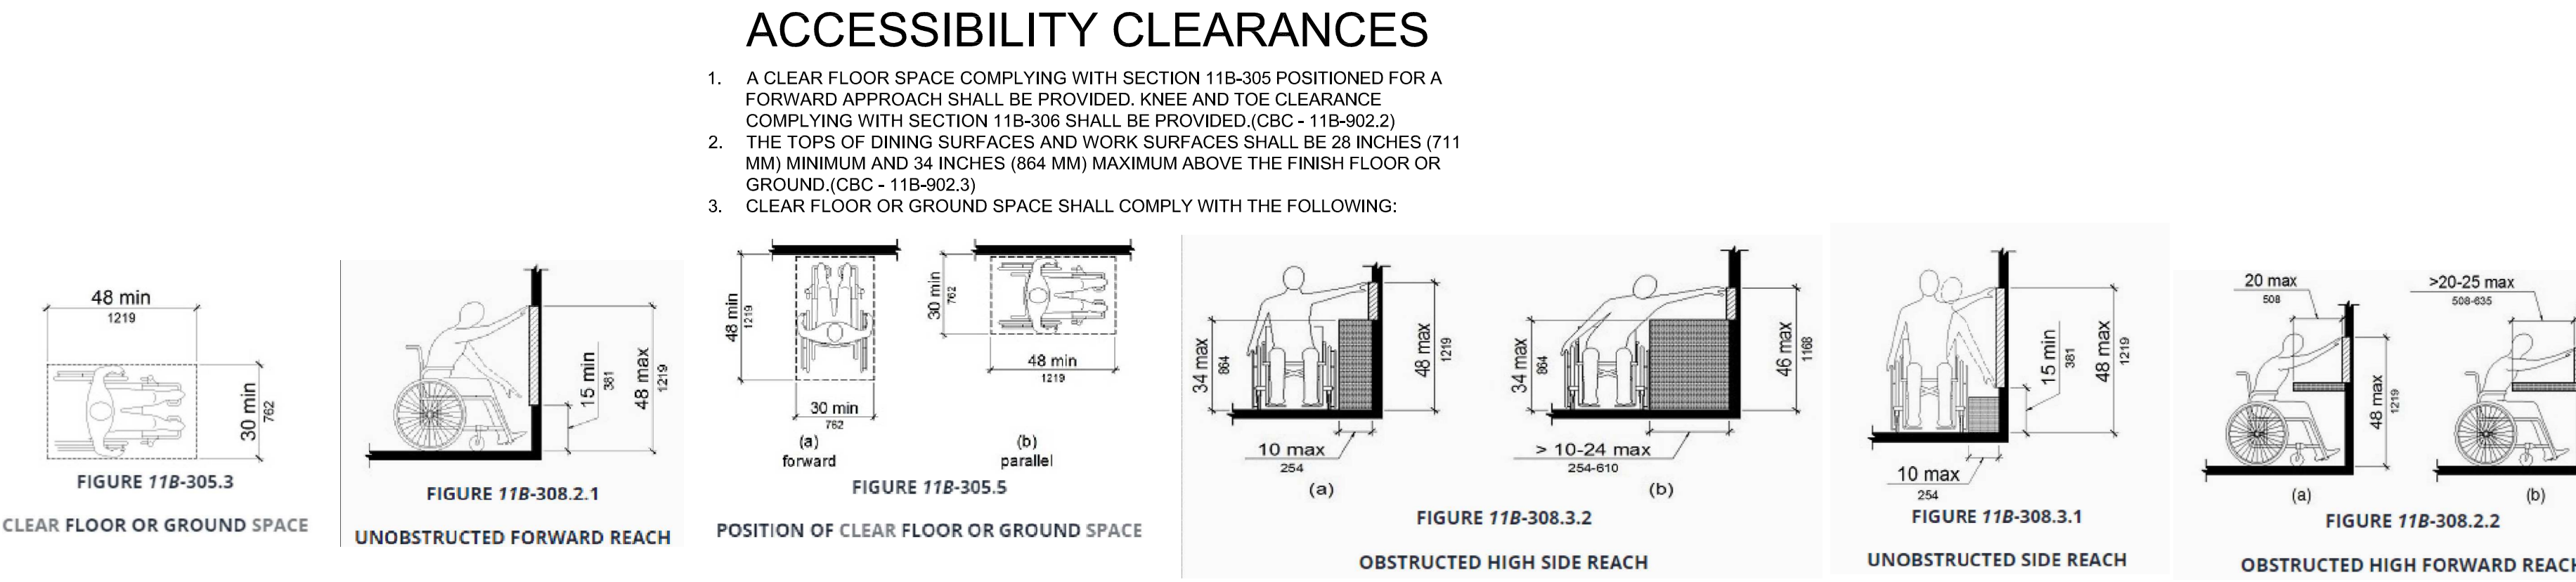 ACCESSIBILITY CLEARANCES
1. A CLEAR FLOOR SPACE COMPLYING WITH SECTION 11B-305 POSITIONED FOR A
FORWARD APPROACH SHALL BE PROVIDED. KNEE AND TOE CLEARANCE
COMPLYING WITH SECTION 11B-306 SHALL BE PROVIDED.(CBC - 11B-902.2)
2. THE TOPS OF DINING SURFACES AND WORK SURFACES SHALL BE 28 INCHES (711
MM) MINIMUM AND 34 INCHES (864 MM) MAXIMUM ABOVE THE FINISH FLOOR OR
GROUND.(CBC - 11B-902.3)
3. CLEAR FLOOR OR GROUND SPACE SHALL COMPLY WITH THE FOLLOWING:
48 min
1219
30 min
762
FIGURE 11B-305.3
CLEAR FLOOR OR GROUND SPACE
15 min
381
48 max
1219
FIGURE 11B-308.2.1
UNOBSTRUCTED FORWARD REACH
48 min
1219
30 min
762
(a)
forward
30 min
762
48 min
1219
(b)
parallel
FIGURE 11B-305.5
POSITION OF CLEAR FLOOR OR GROUND SPACE
34 max
864
48 max
1219
10 max
254
(a)
34 max
864
46 max
1168
> 10-24 max
254-610
(b)
FIGURE 11B-308.3.2
OBSTRUCTED HIGH SIDE REACH
15 min
381
48 max
1219
10 max
254
FIGURE 11B-308.3.1
UNOBSTRUCTED SIDE REACH
20 max
508
48 max
1219
(a)
>20-25 max
508-635
(b)
FIGURE 11B-308.2.2
OBSTRUCTED HIGH FORWARD REACH